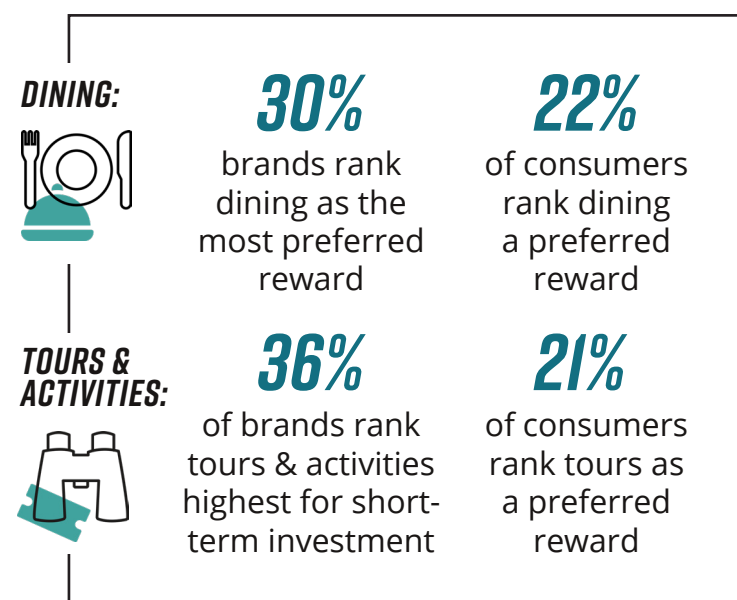 DINING:
30%
brands rank
dining as the
most preferred
reward
22%
of consumers
rank dining
a preferred
reward
TOURS &
ACTIVITIES:
36%
of brands rank
tours & activities
highest for short-
term investment
21%
of consumers
rank tours as
a preferred
reward